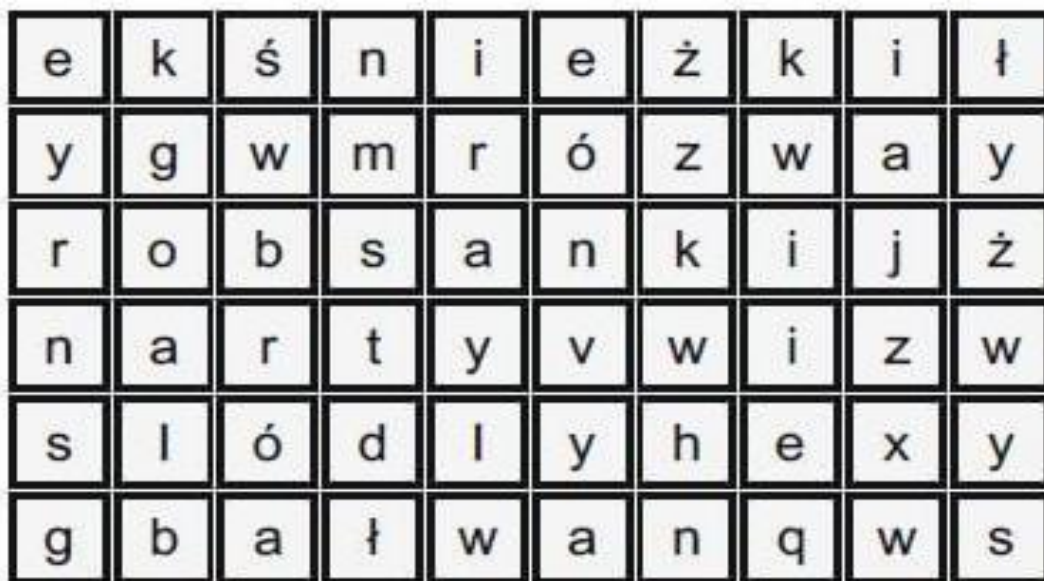 e k ś n i e ż k i ł
y g w m r ó z w a y
r o b s a n k i j ż
n a r t y v w i z w
s l ó d l y h e x y
g b a ł w a n q w s